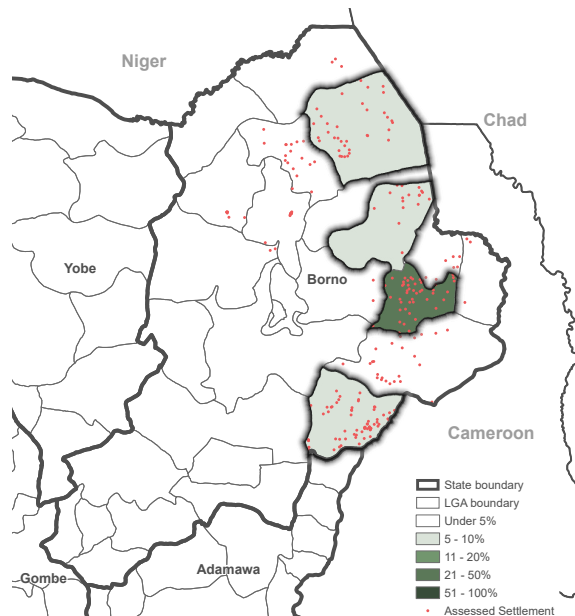 Niger
Chad
Yobe
Borno
Cameroon
State boundary
LGA boundary
Under 5%
5 - 10%
11 - 20%
21 - 50%
51 - 100%
Assessed Settlement
Gombe
Adamawa